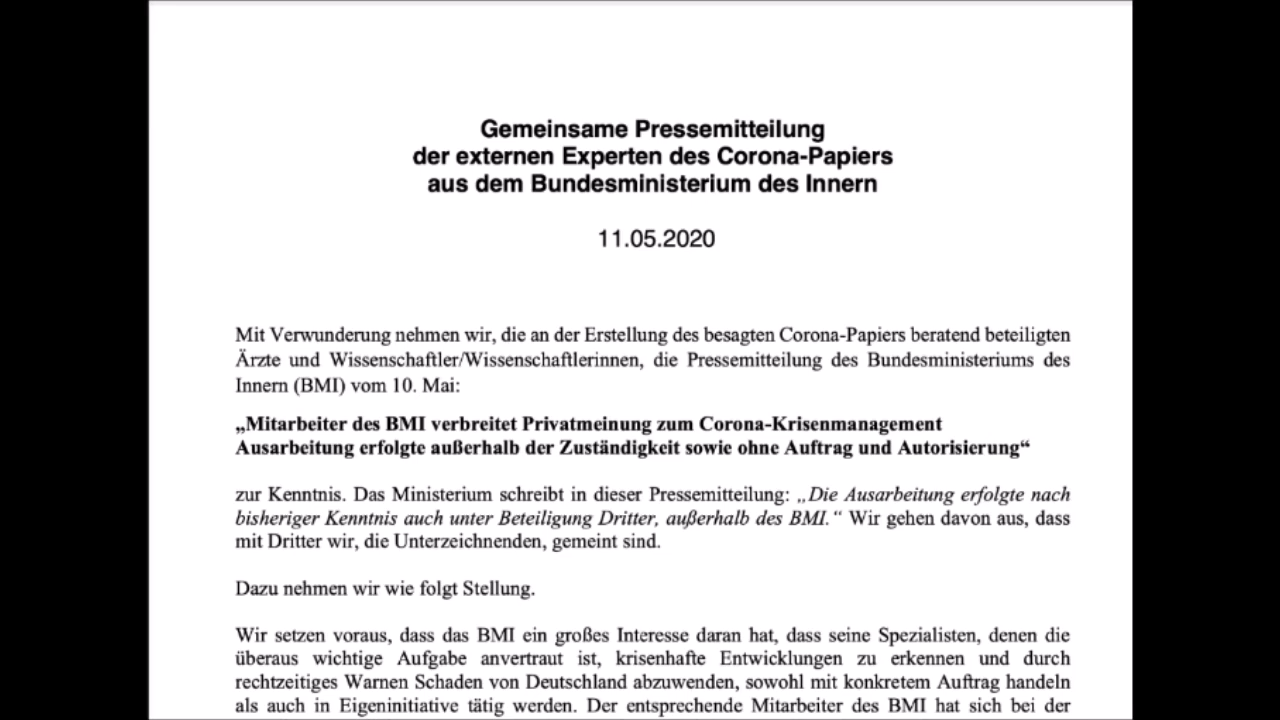 Gemeinsame Pressemitteilung
der externen Experten des Corona-Papiers
aus dem Bundesministerium des Innern
11.05.2020
Mit Verwunderung nehmen wir, die an der Erstellung des besagten Corona-Papiers beratend beteiligten
Ärzte und Wissenschaftler/Wissenschaftlerinnen, die Pressemitteilung des Bundesministeriums des
Innern (BMI) vom 10. Mai:
„Mitarbeiter des BMI verbreitet Privatmeinung zum Corona-Krisenmanagement
Ausarbeitung erfolgte außerhalb der Zuständigkeit sowie ohne Auftrag und Autorisierung“
zur Kenntnis. Das Ministerium schreibt in dieser Pressemitteilung: „Die Ausarbeitung erfolgte nach
bisheriger Kenntnis auch unter Beteiligung Dritter, außerhalb des BMI.“ Wir gehen davon aus, dass
mit Dritter wir, die Unterzeichnenden, gemeint sind.
Dazu nehmen wir wie folgt Stellung.
Wir setzen voraus, dass das BMI ein großes Interesse daran hat, dass seine Spezialisten, denen die
überaus wichtige Aufgabe anvertraut ist, krisenhafte Entwicklungen zu erkennen und durch
rechtzeitiges Warnen Schaden von Deutschland abzuwenden, sowohl mit konkretem Auftrag handeln
als auch in Eigeninitiative tätig werden. Der entsprechende Mitarbeiter des BMI hat sich bei der